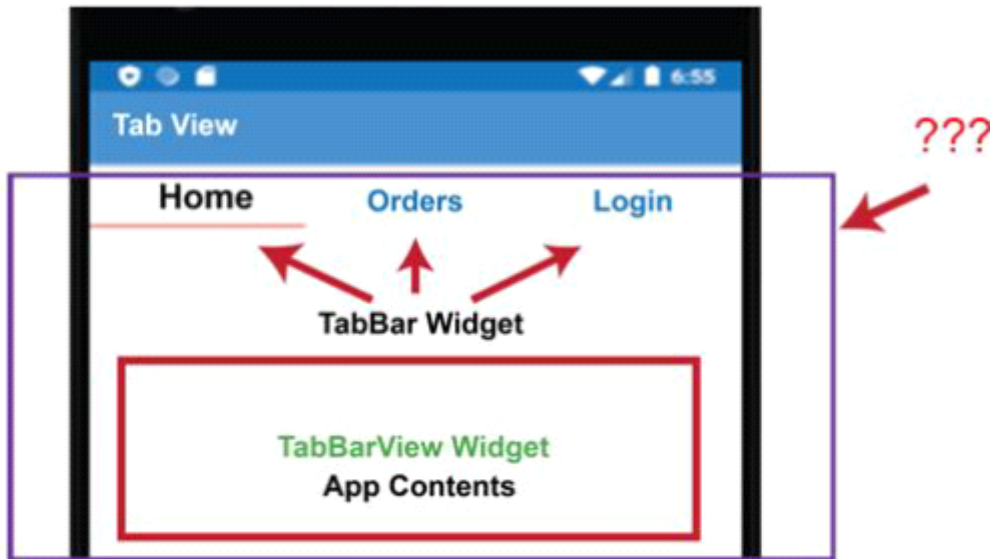 6:55
Tab View
???
Home Orders Login
TabBar Widget
TabBarView Widget
App Contents